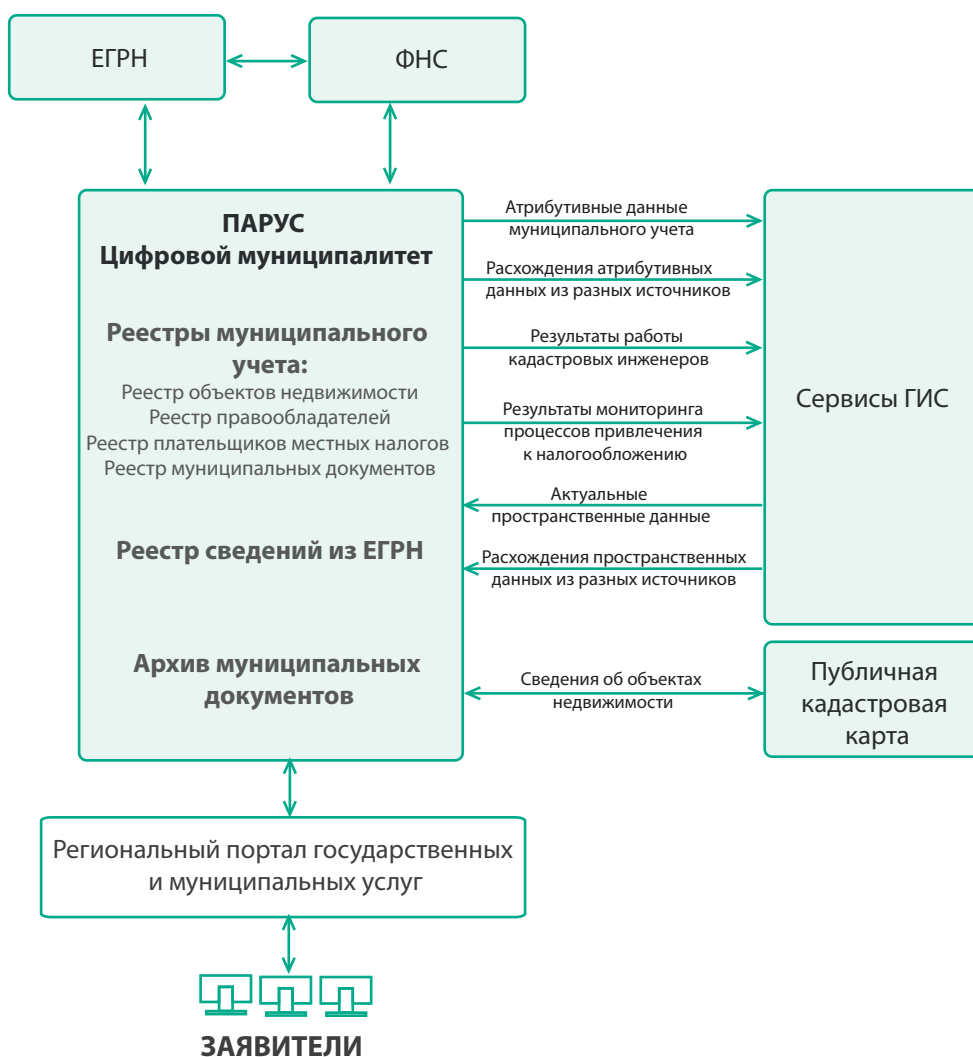 ЕГРН
ФНС
ПАРУС
Цифровой муниципалитет
Реестры муниципального
учета:
Реестр объектов недвижимости
Реестр правообладателей
Реестр плательщиков местных налогов
Реестр муниципальных документов
Реестр сведений из ЕГРН
Архив муниципальных
документов
Атрибутивные данные
муниципального учета
Расхождения атрибутивных
данных из разных источников
Результаты работы
кадастровых инженеров
Результаты мониторинга
процессов привлечения
к налогообложению
Актуальные
пространственные данные
Расхождения пространственных
данных из разных источников
Сведения об объектах
недвижимости
Сервисы ГИС
Публичная
кадастровая
карта
Региональный портал государственных
и муниципальных услуг
ЗАЯВИТЕЛИ